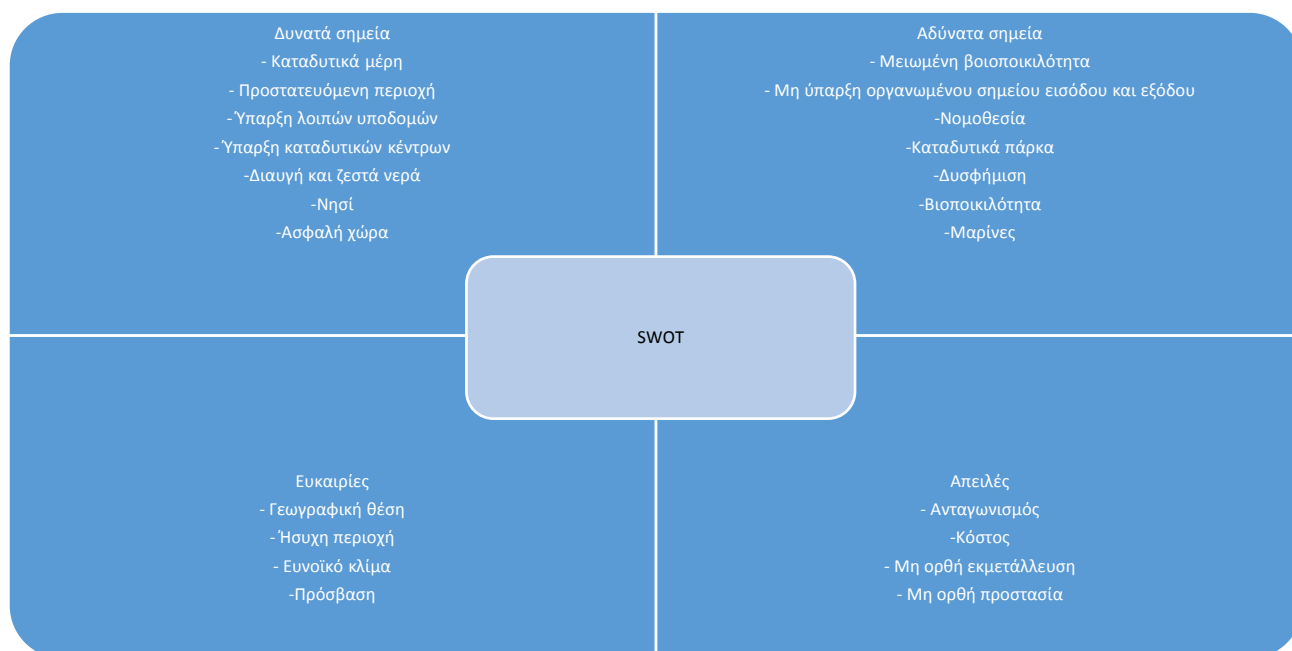 Δυνατά σημεία
- Καταδυτικά μέρη
- Προστατευόμενη περιοχή
- Ύπαρξη λοιπών υποδομών
- Ύπαρξη καταδυτικών κέντρων
-Διαυγή και ζεστά νερά
-Νησί
-Ασφαλή χώρα
Αδύνατα σημεία
- Μειωμένη βοιοποικιλότητα
- Μη ύπαρξη οργανωμένου σημείου εισόδου και εξόδου
-Νομοθεσία
-Καταδυτικά πάρκα
-Δυσφήμιση
-Βιοποικιλότητα
-Μαρίνες
SWOT
Ευκαιρίες
- Γεωγραφική θέση
- Ήσυχη περιοχή
- Ευνοϊκό κλίμα
-Πρόσβαση
Απειλές
- Ανταγωνισμός
-Κόστος
- Μη ορθή εκμετάλλευση
- Μη ορθή προστασία